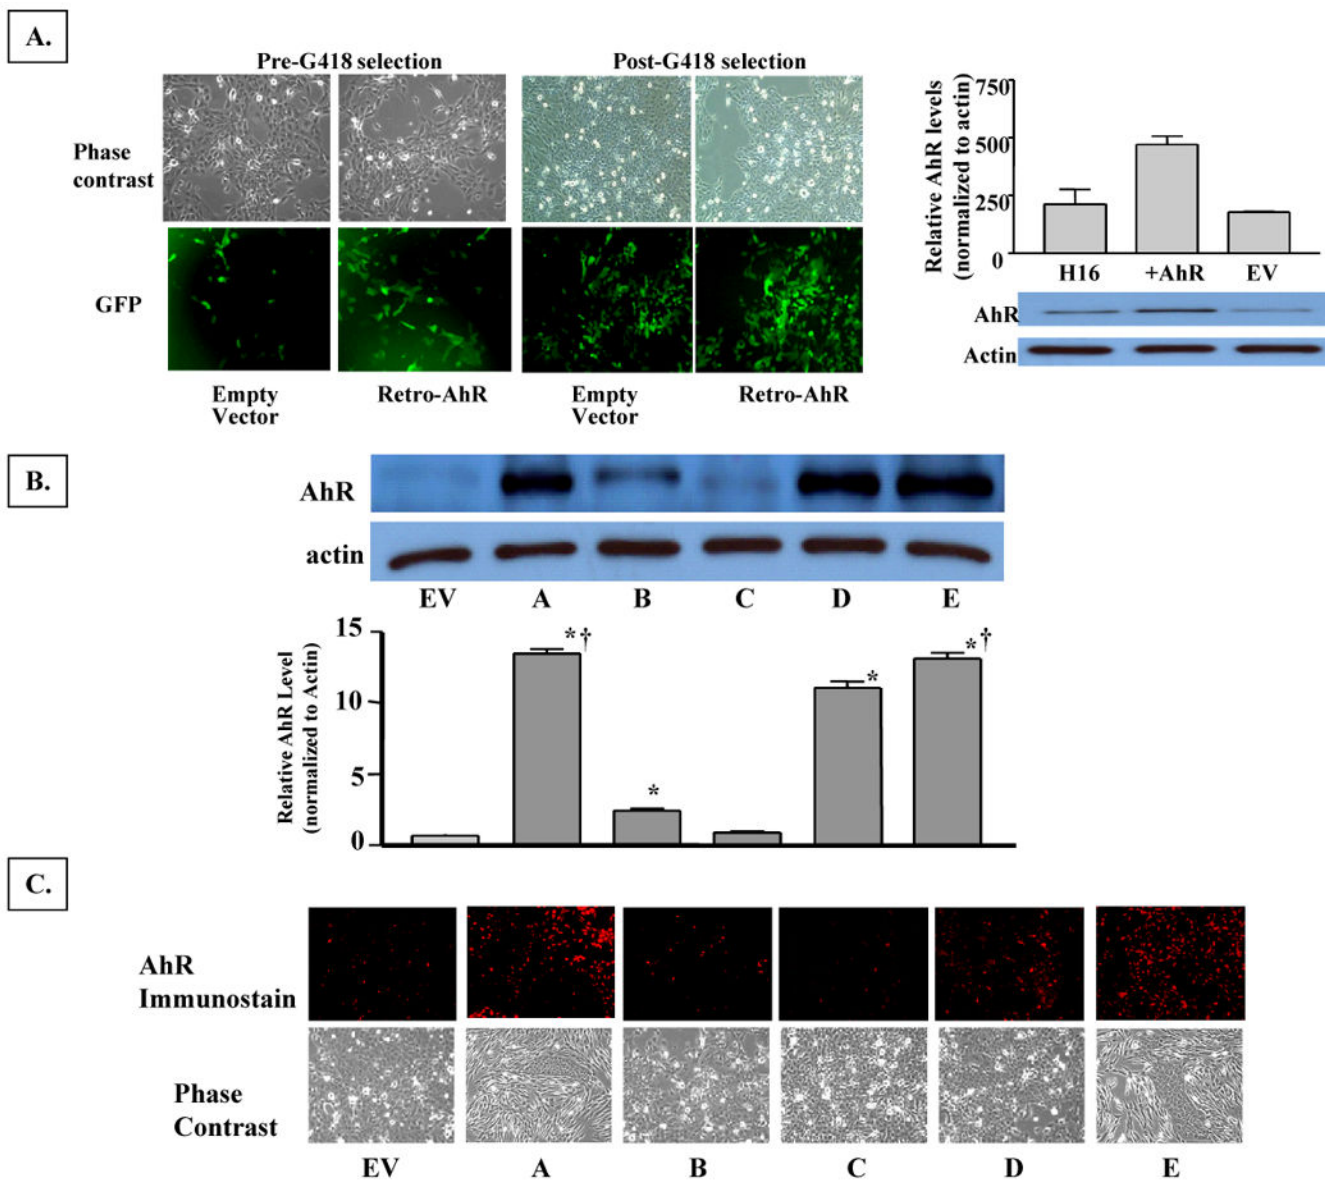 A.
Pre-G418 selection
Post-G418 selection
Phase
contrast
GFP
Empty
Vector
Retro-AhR
Empty
Vector
Retro-AhR
Relative AhR levels
(normalized to actin)
750
500
250
0
H16
+AhR
EV
AhR
Actin
B.
AhR
actin
EV
A
B
C
D
E
Relative AhR Level
(normalized to Actin)
15
10
5
0
*†
*
*
*†
C.
AhR
Immunostain
Phase
Contrast
EV
A
B
C
D
E